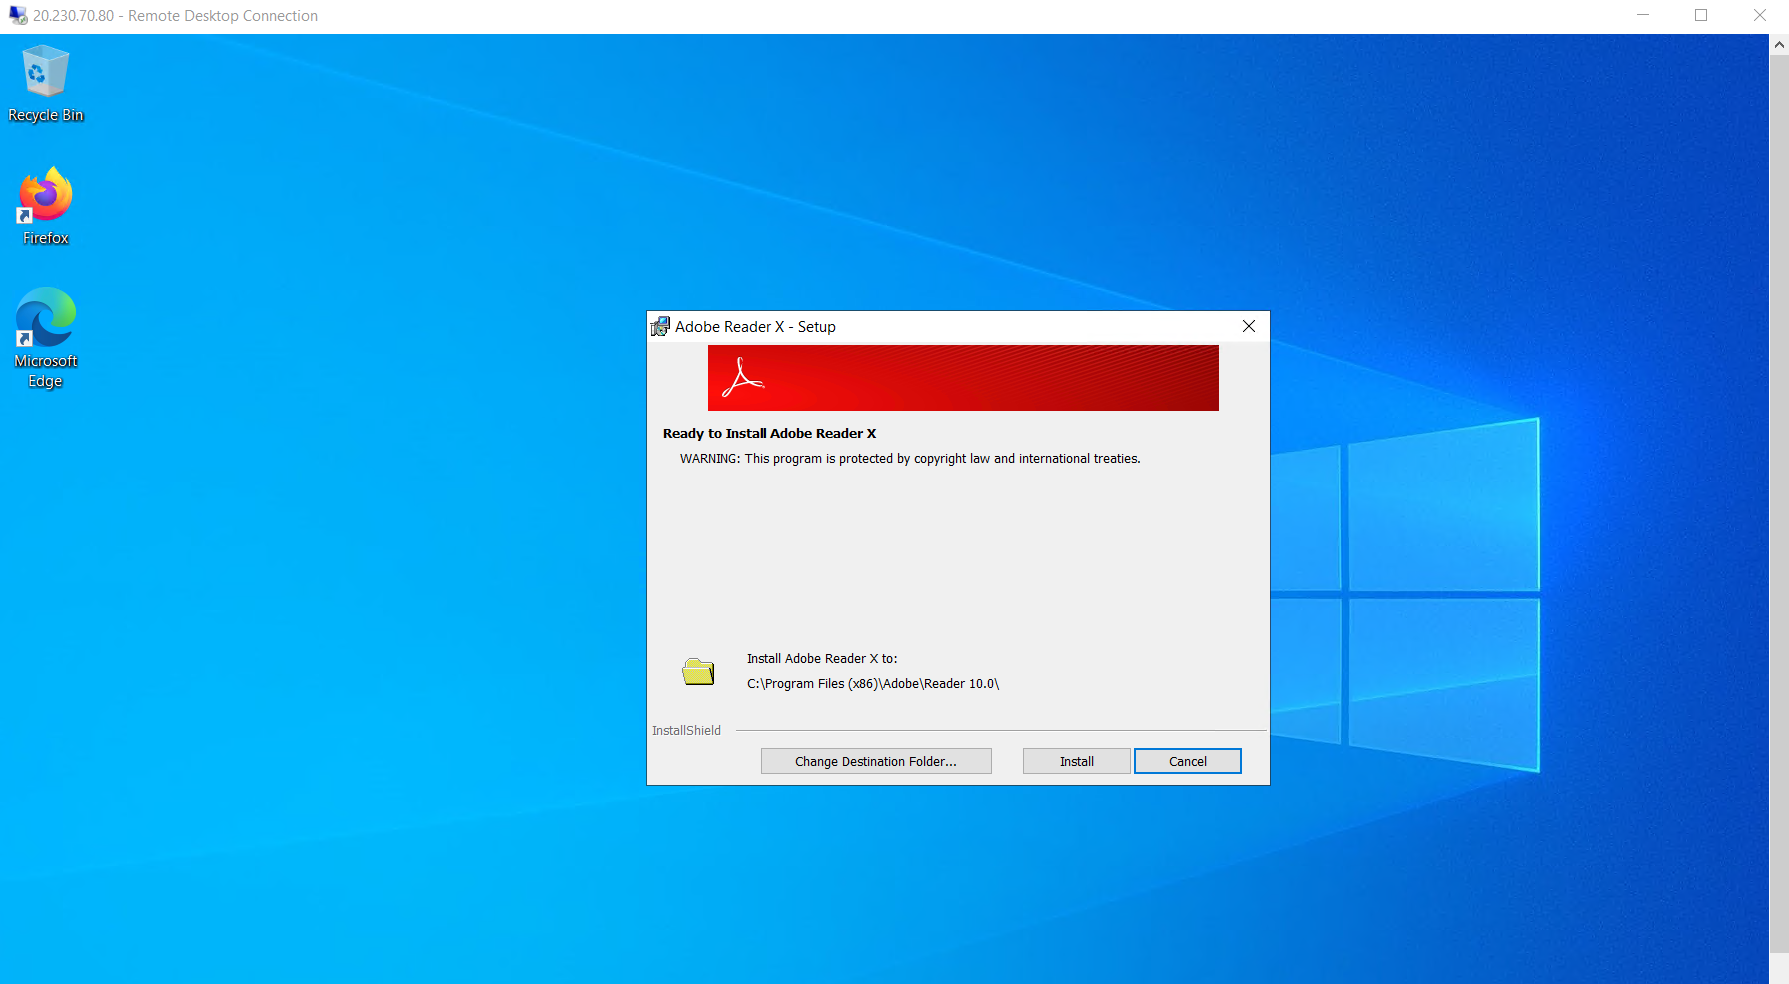 20.230.70.80 - Remote Desktop Connection
Recycle Bin
Firefox
Microsoft
Edge
Adobe Reader X - Setup
Ready to Install Adobe Reader X
WARNING: This program is protected by copyright law and international treaties.
Install Adobe Reader X to:
C:\Program Files (x86)\Adobe\Reader 10.0\
InstallShield
Change Destination Folder...
Install
Cancel